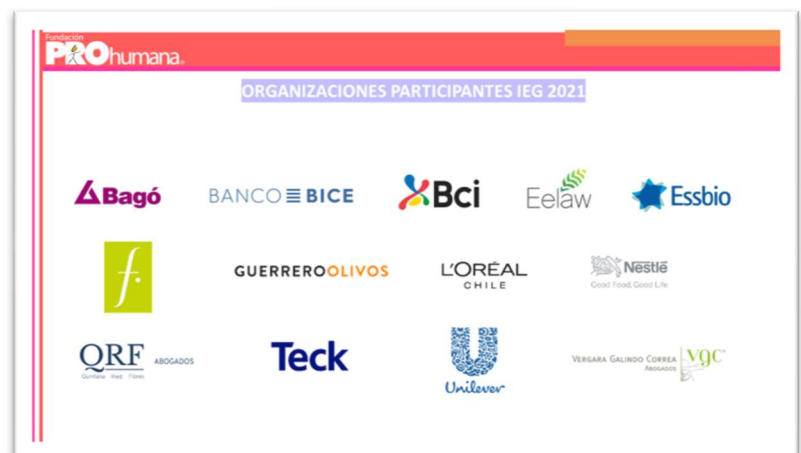 Fundación
PROhumana®
ORGANIZACIONES PARTICIPANTES IEG 2021
Bagó
BANCO BICE
Bci
Eelaw
Essbio
f.
GUERREROOLIVOS
L'ORÉAL
CHILE
Nestlé
Good Food, Good Life
QRF ABOGADOS
Quintana Rved Flores
Teck
Unilever
VERGARA GALINDO CORREA
ABOGADOS
vgc